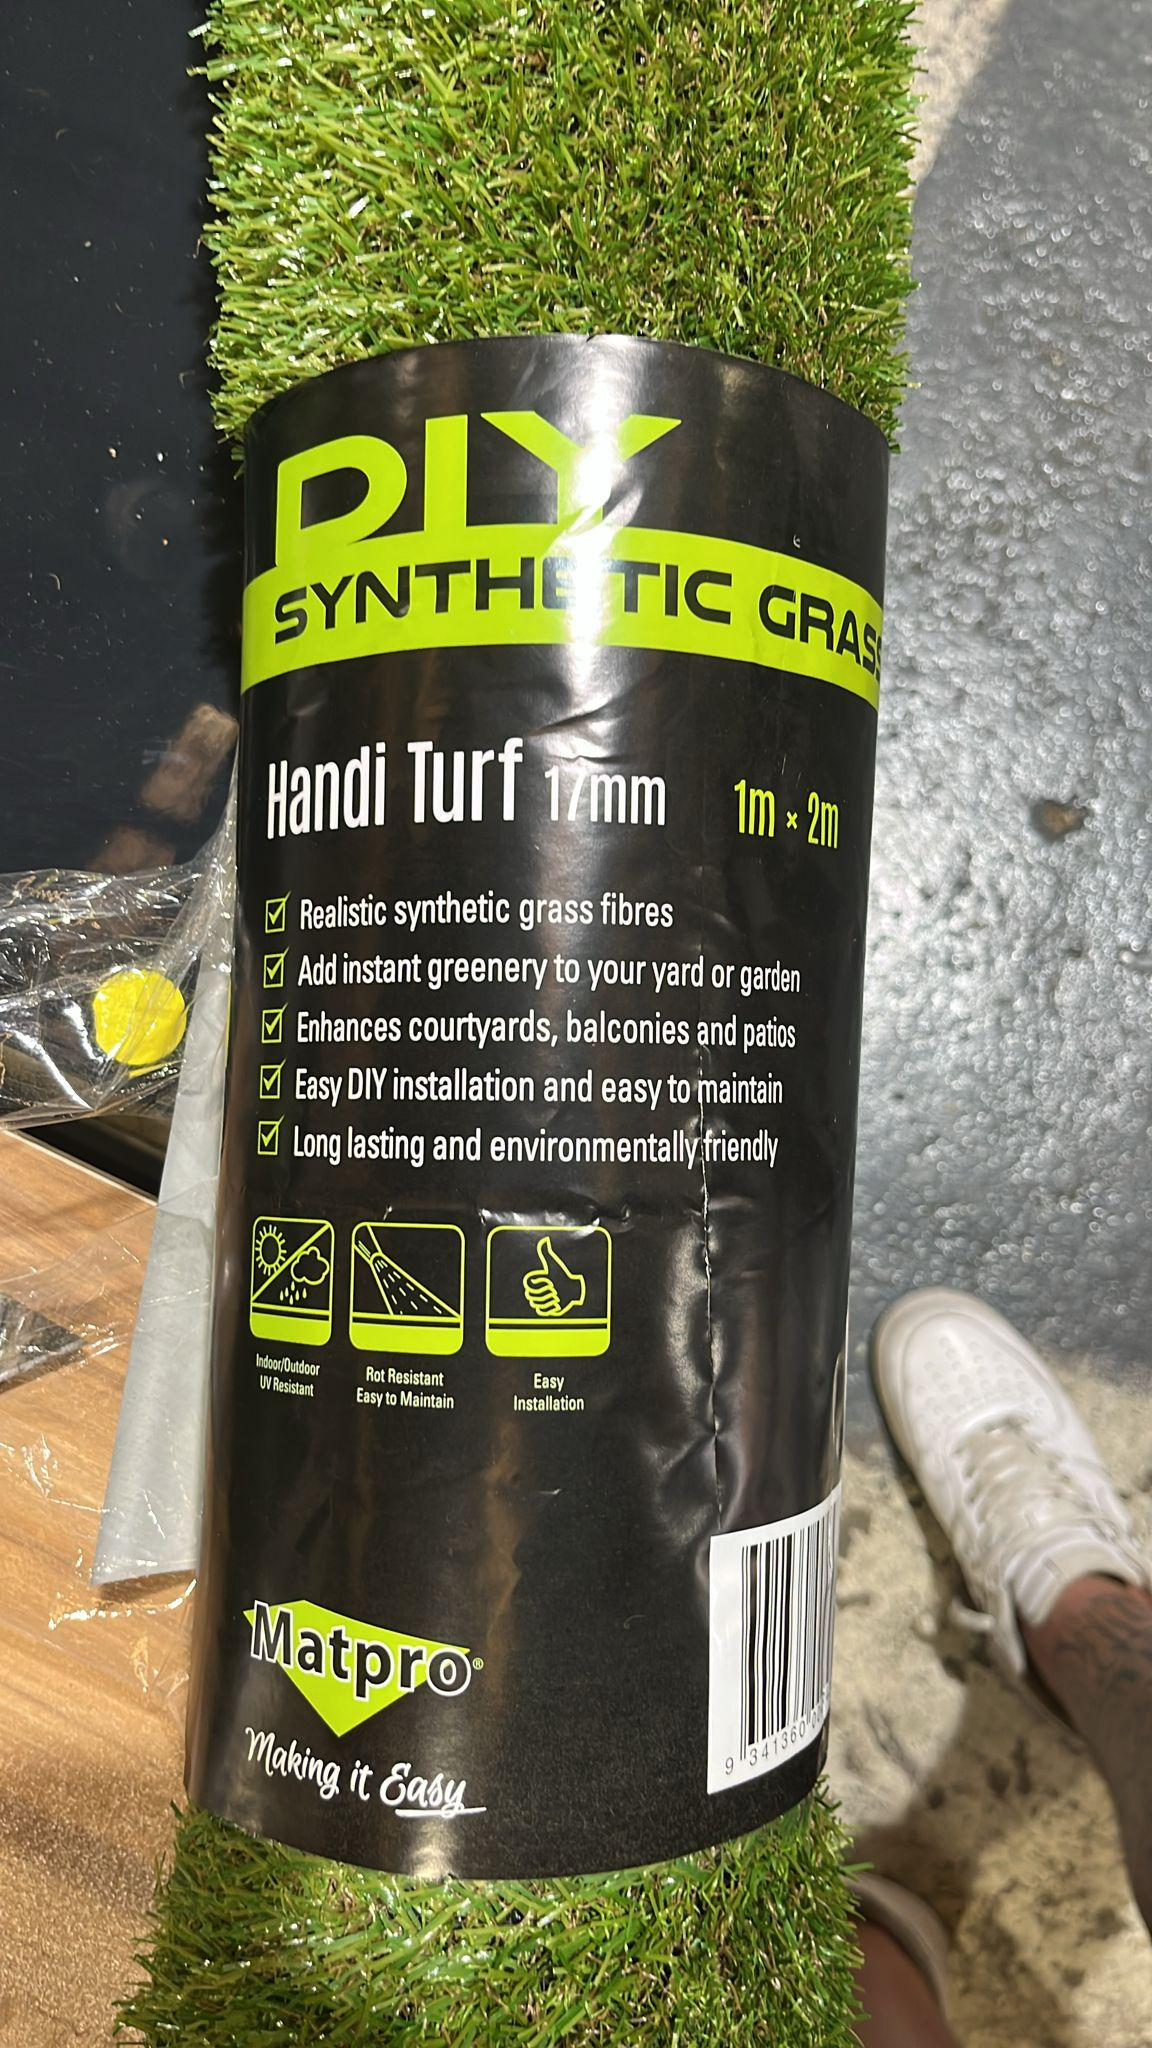 DIY
SYNTHETIC GRASS
Handi Turf 17mm 1m × 2m
Realistic synthetic grass fibres
Add instant greenery to your yard or garden
Enhances courtyards, balconies and patios
Easy DIY installation and easy to maintain
Long lasting and environmentally friendly
Indoor/Outdoor
UV Resistant
Rot Resistant
Easy to Maintain
Easy
Installation
Matpro®
Making it Easy
9 341360